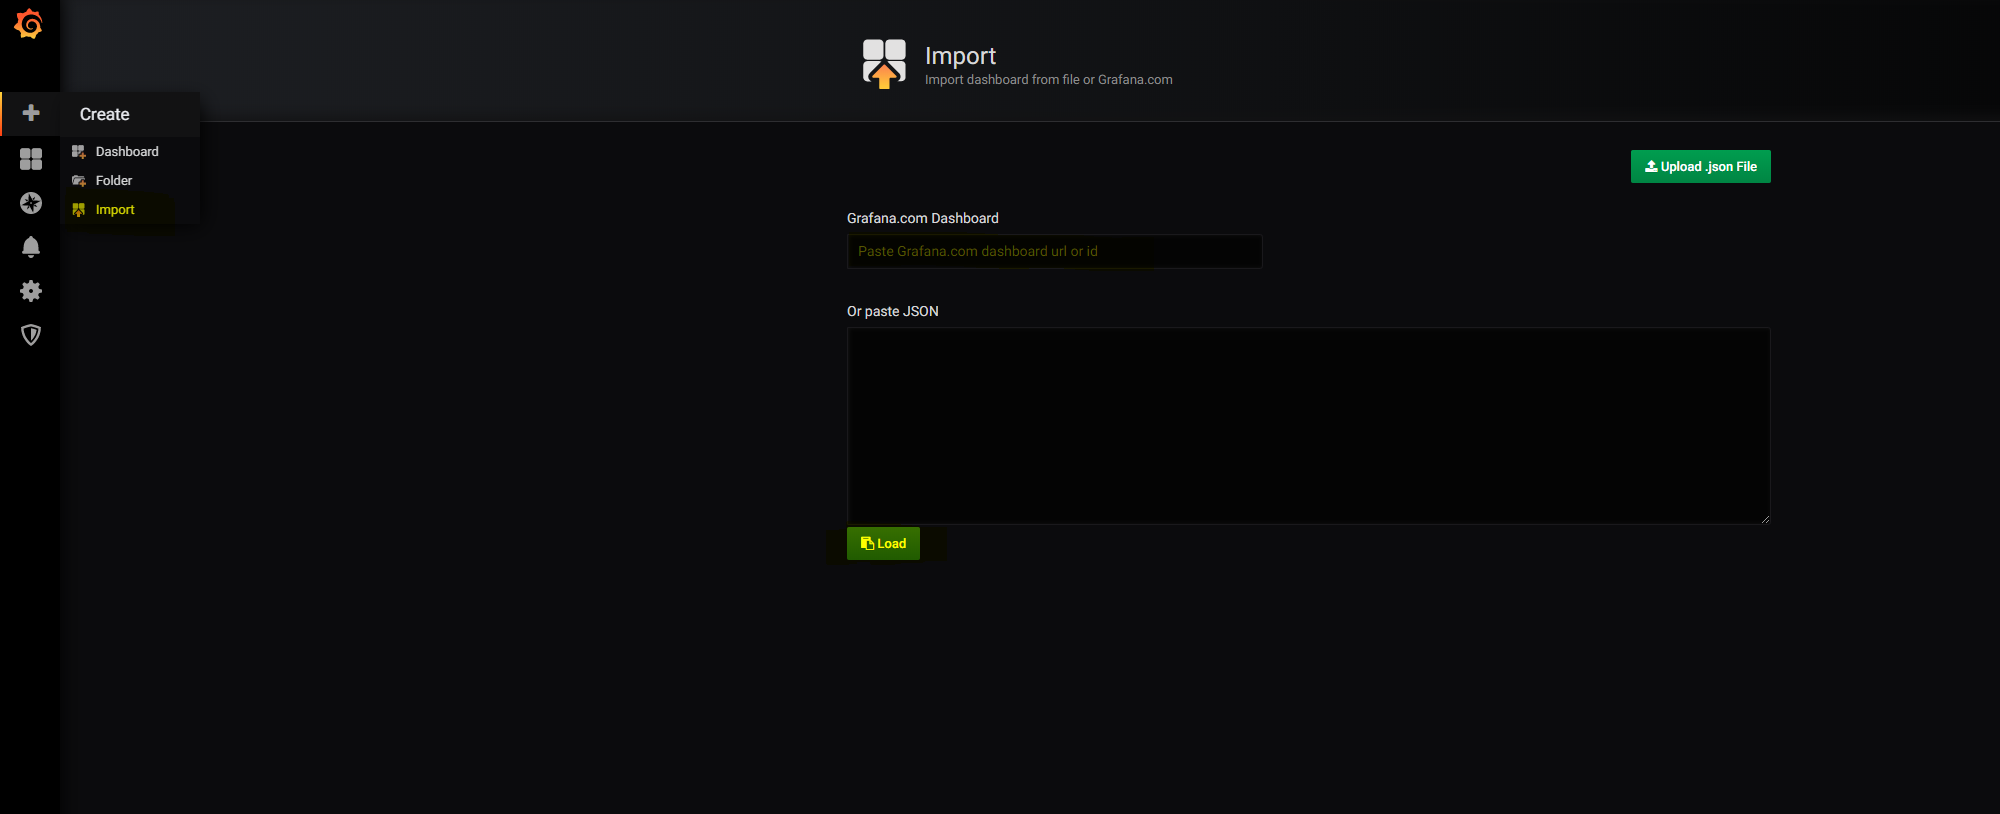 Import
Import dashboard from file or Grafana.com
Create
Dashboard
Folder
Import
Upload .json File
Grafana.com Dashboard
Paste Grafana.com dashboard url or id
Or paste JSON
Load